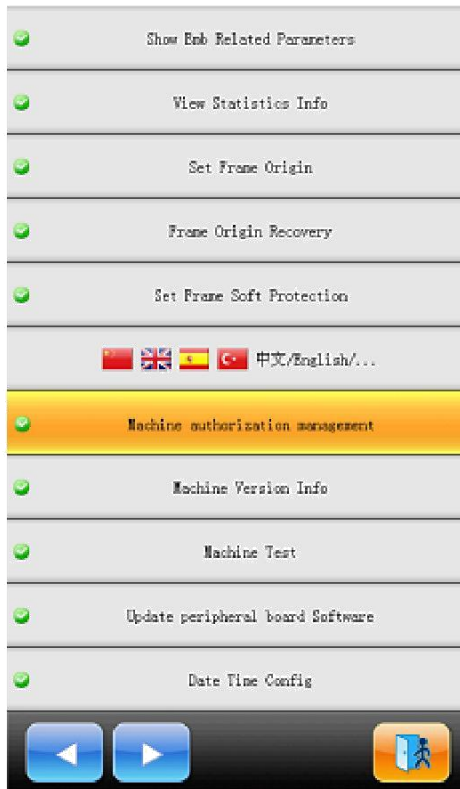 Show Emb Related Parameters
View Statistics Info
Set Frame Origin
Frame Origin Recovery
Set Frame Soft Protection
中文/English/...
Machine authorization management
Machine Version Info
Machine Test
Update peripheral board Software
Date Time Config